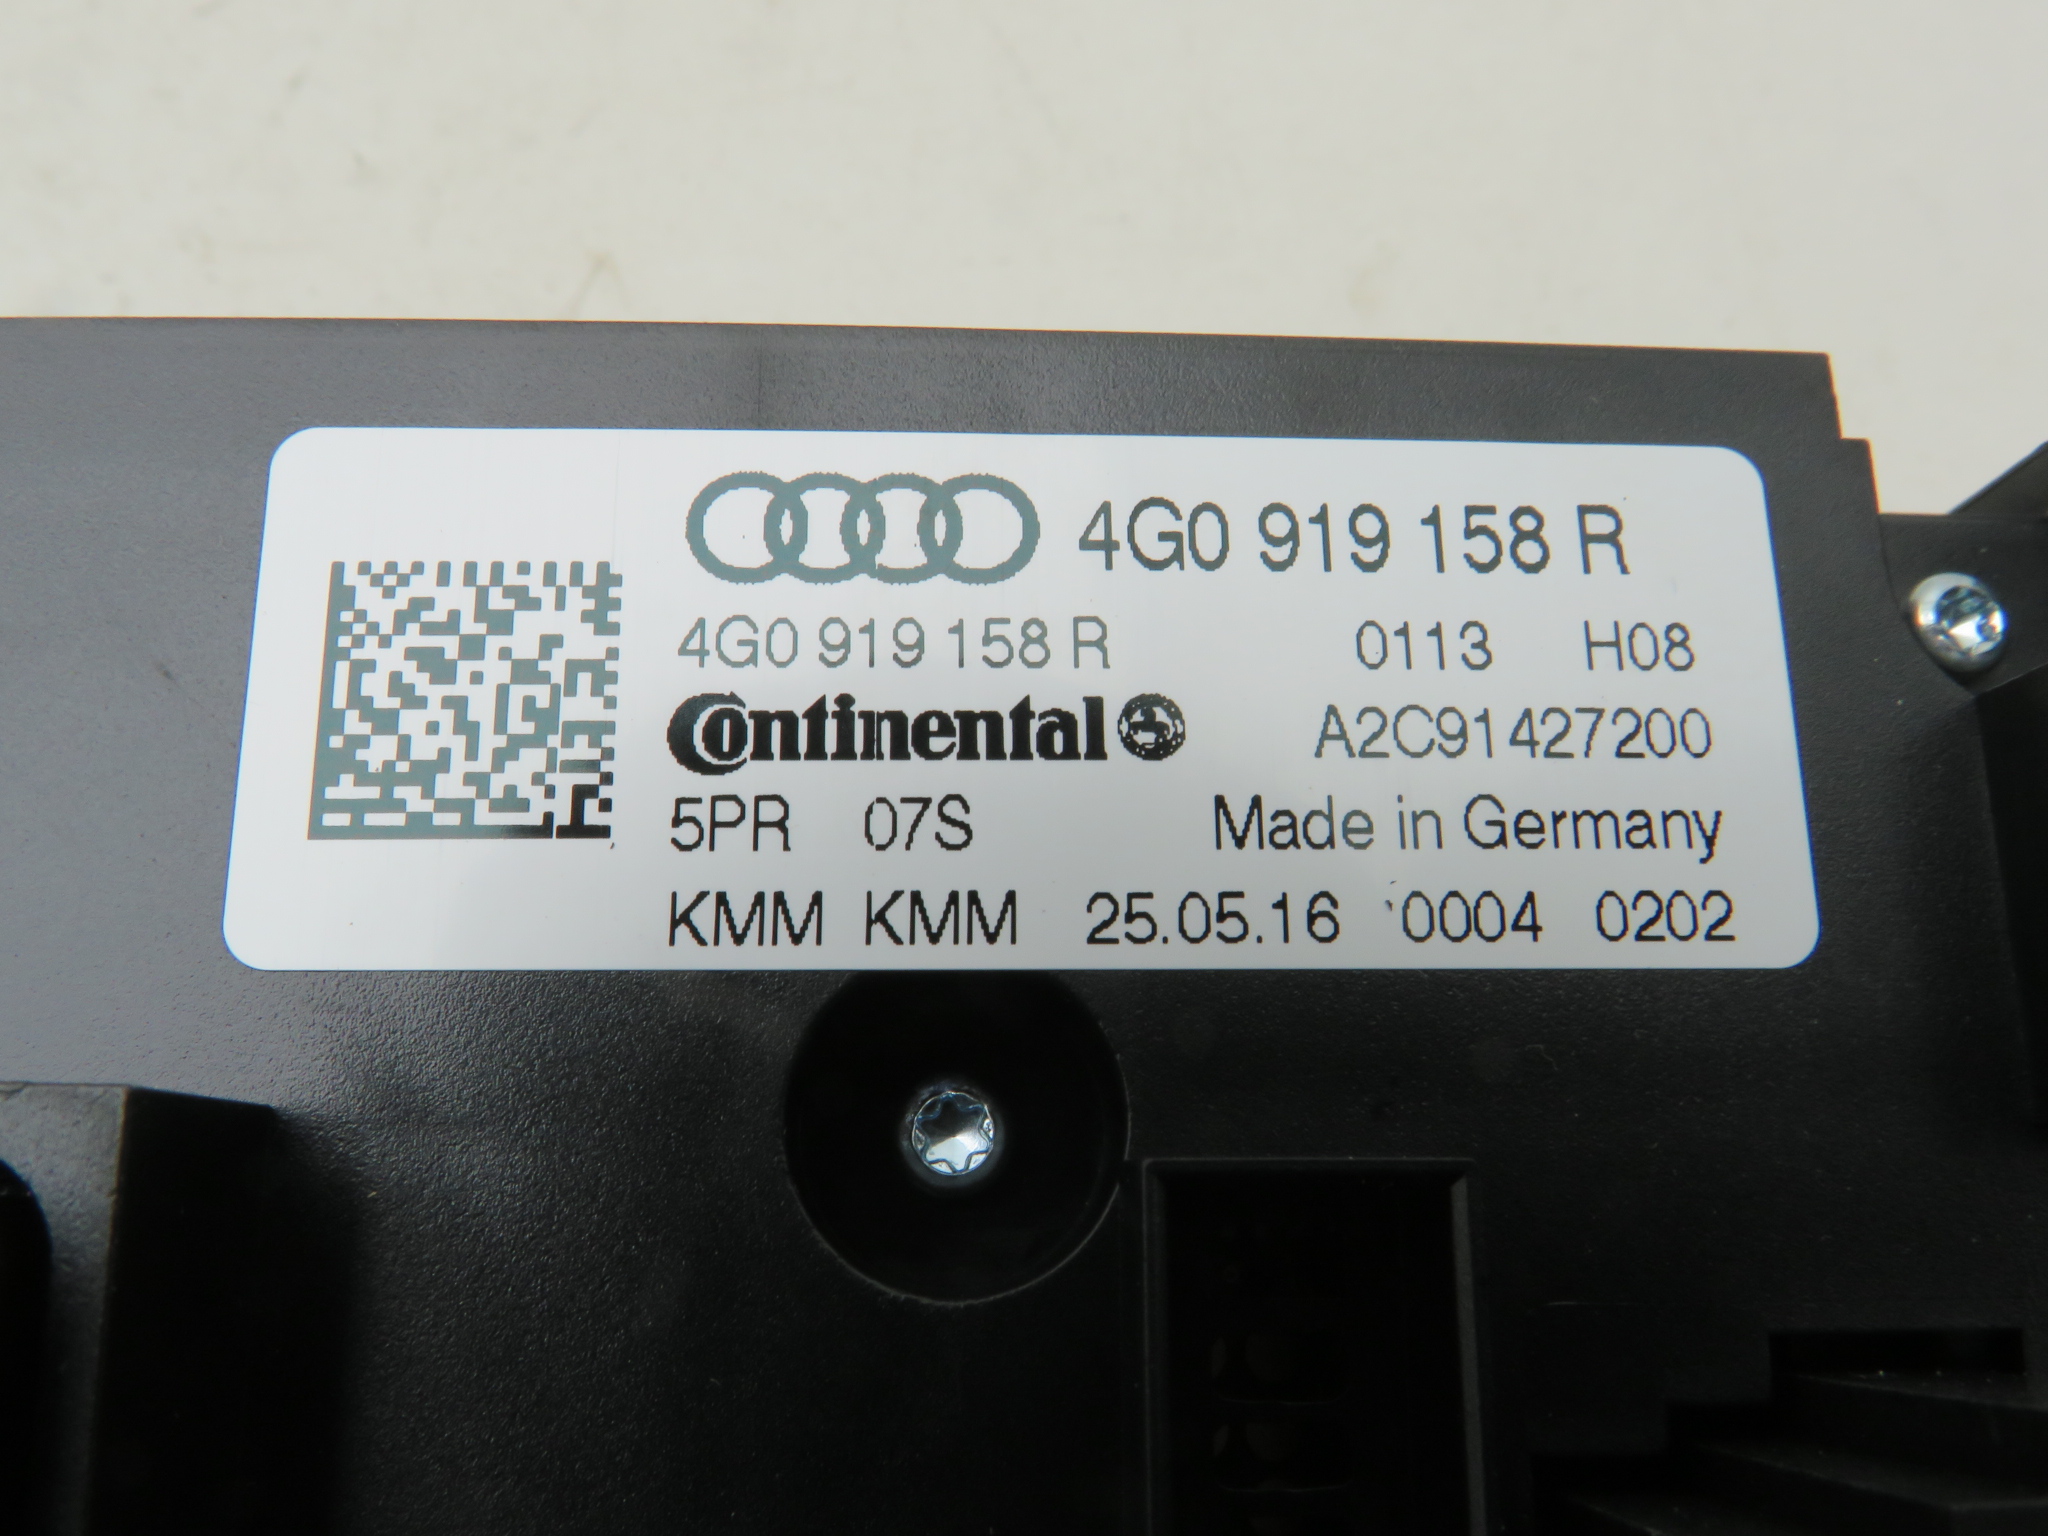 4G0 919 158 R
4G0 919 158 R 0113 H08
Continental A2C91427200
5PR 07S Made in Germany
KMM KMM 25.05.16 0004 0202